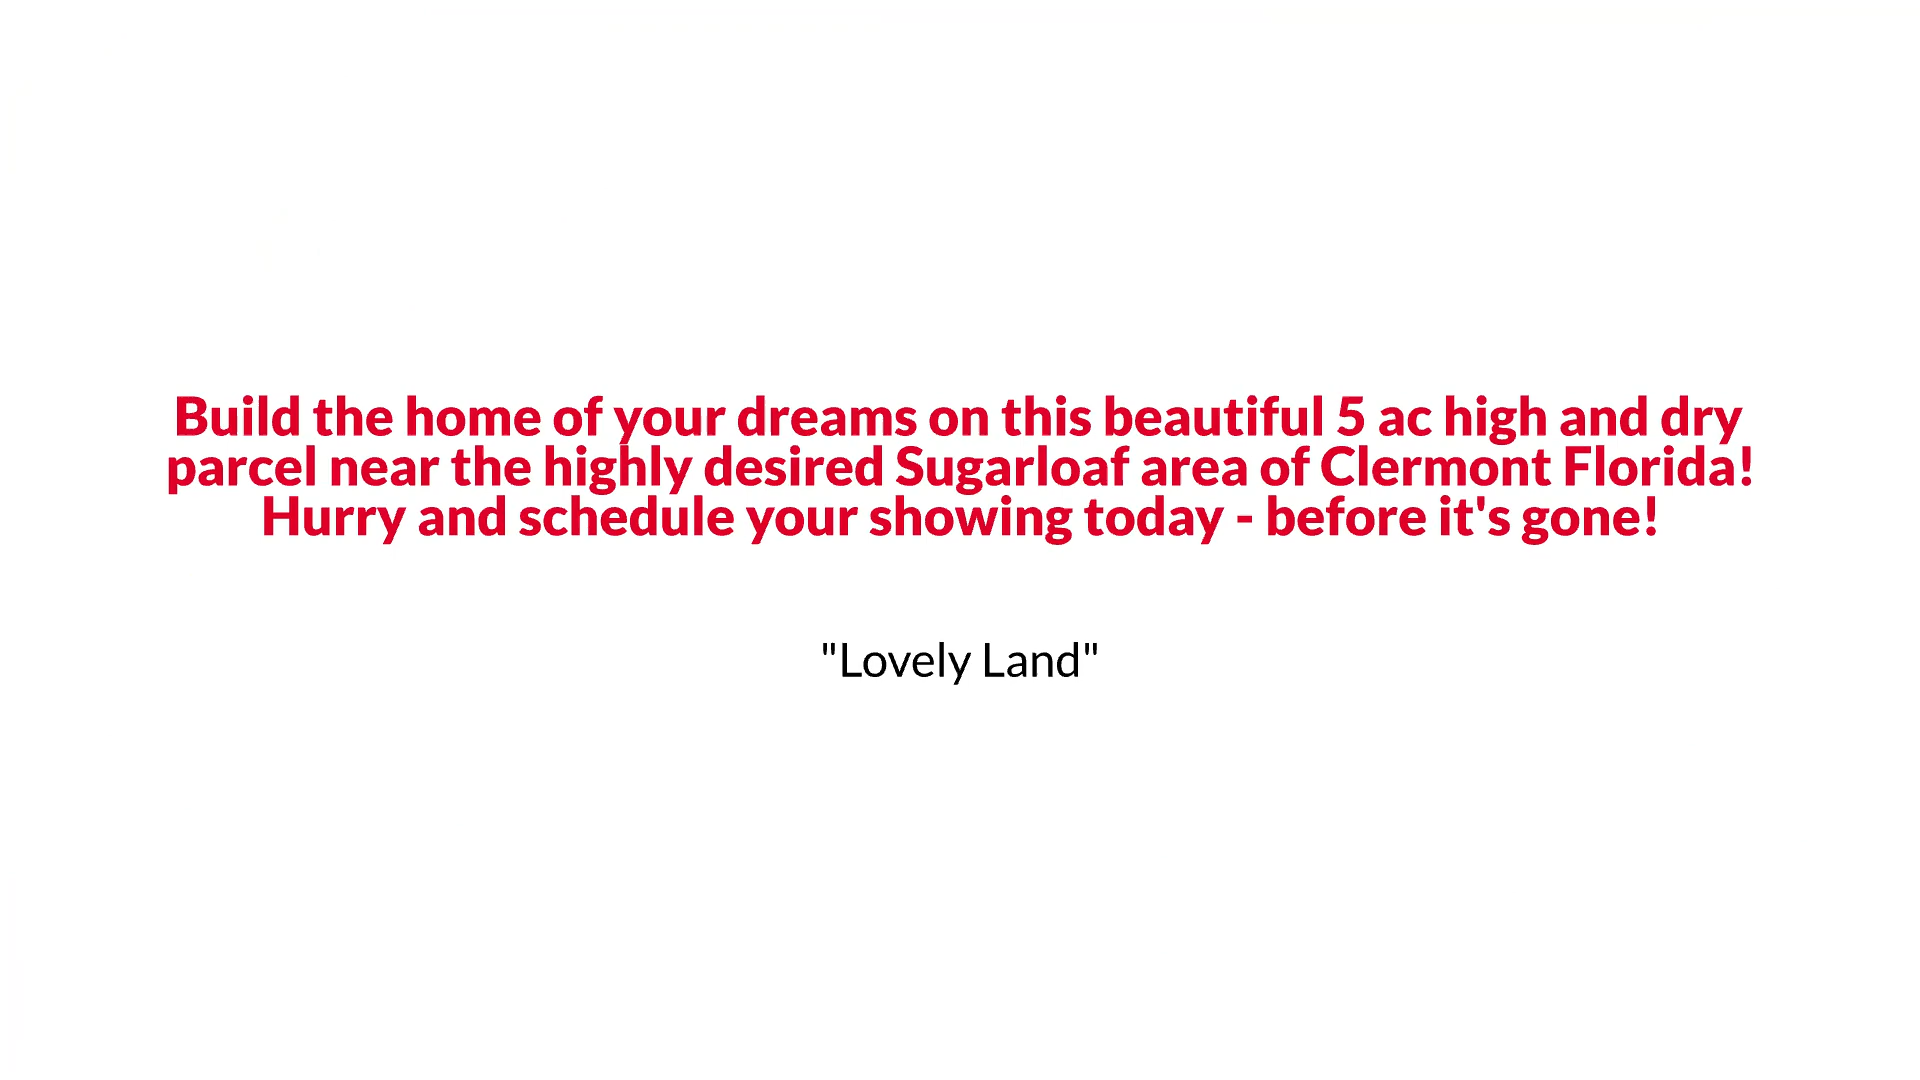 Build the home of your dreams on this beautiful 5 ac high and dry
parcel near the highly desired Sugarloaf area of Clermont Florida!
Hurry and schedule your showing today - before it's gone!
"Lovely Land"